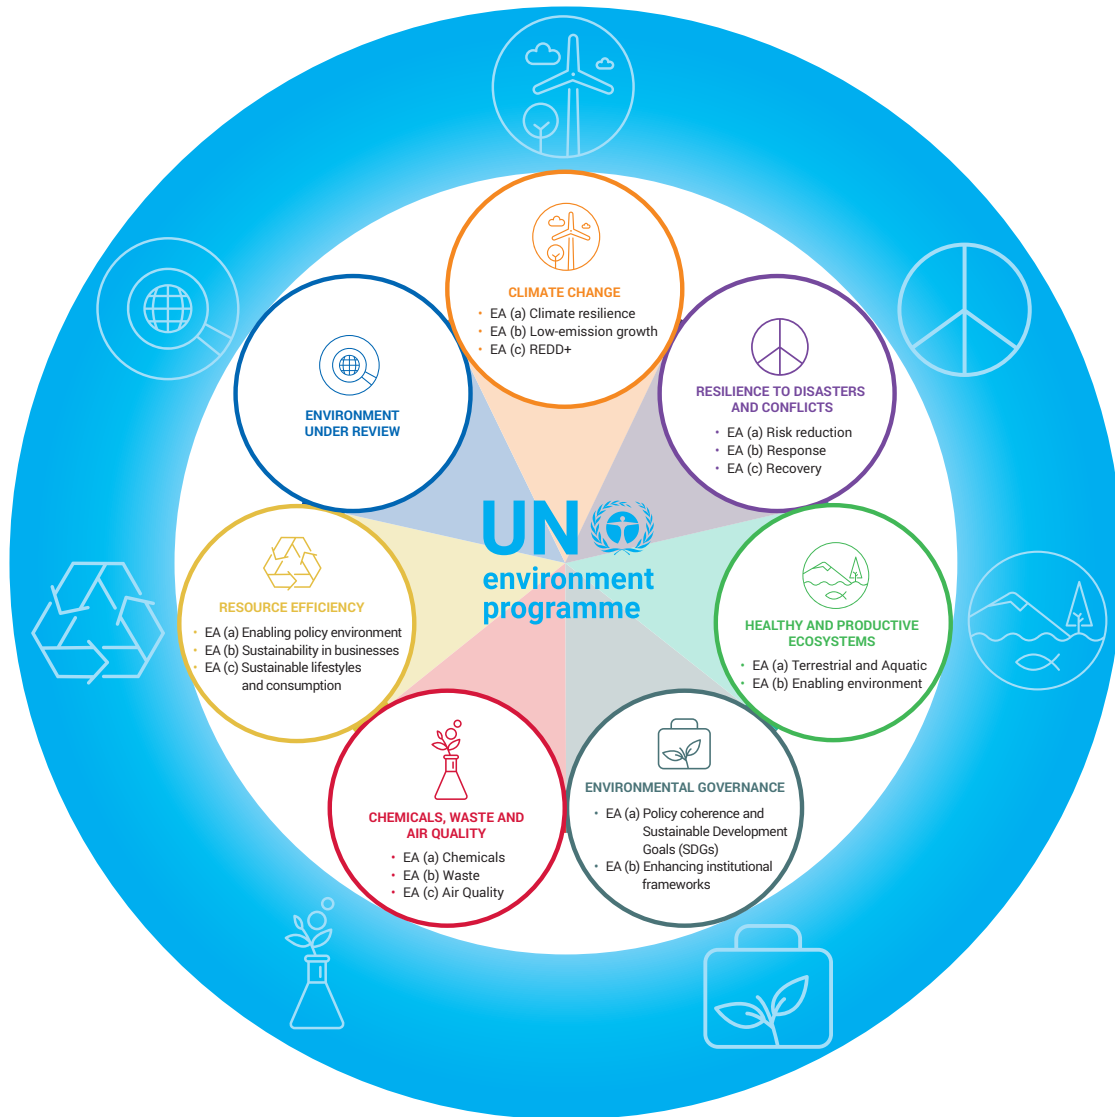 CLIMATE CHANGE
• EA (a) Climate resilience
• EA (b) Low-emission growth
• EA (c) REDD+
RESILIENCE TO DISASTERS
AND CONFLICTS
• EA (a) Risk reduction
• EA (b) Response
• EA (c) Recovery
ENVIRONMENT
UNDER REVIEW
UN
environment
programme
RESOURCE EFFICIENCY
• EA (a) Enabling policy environment
• EA (b) Sustainability in businesses
• EA (c) Sustainable lifestyles
and consumption
HEALTHY AND PRODUCTIVE
ECOSYSTEMS
• EA (a) Terrestrial and Aquatic
• EA (b) Enabling environment
CHEMICALS, WASTE AND
AIR QUALITY
• EA (a) Chemicals
• EA (b) Waste
• EA (c) Air Quality
ENVIRONMENTAL GOVERNANCE
• EA (a) Policy coherence and
Sustainable Development
Goals (SDGs)
• EA (b) Enhancing institutional
frameworks